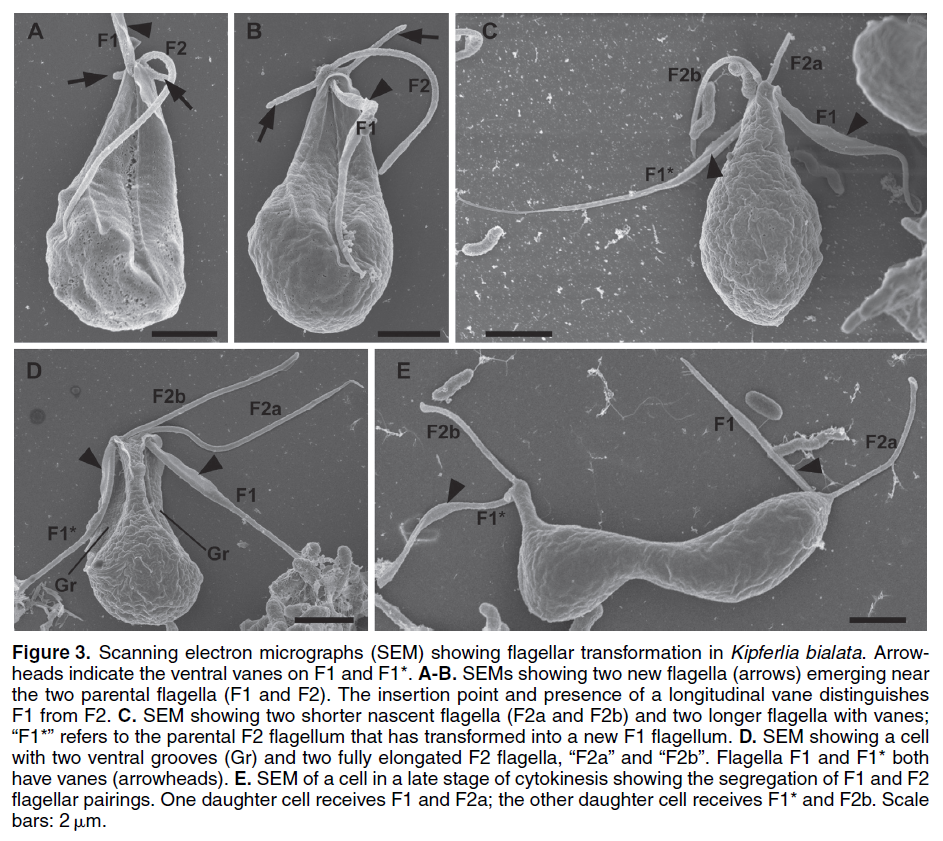 A
F1
F2
B
F2
F1
C
F2b
F2a
F1
F1*
D
F2b
F2a
F1
F1*
Gr
Gr
E
F2b
F1
F2a
F1*
Figure 3. Scanning electron micrographs (SEM) showing flagellar transformation in Kipferlia bialata. Arrow-
heads indicate the ventral vanes on F1 and F1*. A-B. SEMs showing two new flagella (arrows) emerging near
the two parental flagella (F1 and F2). The insertion point and presence of a longitudinal vane distinguishes
F1 from F2. C. SEM showing two shorter nascent flagella (F2a and F2b) and two longer flagella with vanes;
“F1*” refers to the parental F2 flagellum that has transformed into a new F1 flagellum. D. SEM showing a cell
with two ventral grooves (Gr) and two fully elongated F2 flagella, “F2a” and “F2b”. Flagella F1 and F1* both
have vanes (arrowheads). E. SEM of a cell in a late stage of cytokinesis showing the segregation of F1 and F2
flagellar pairings. One daughter cell receives F1 and F2a; the other daughter cell receives F1* and F2b. Scale
bars: 2 μm.